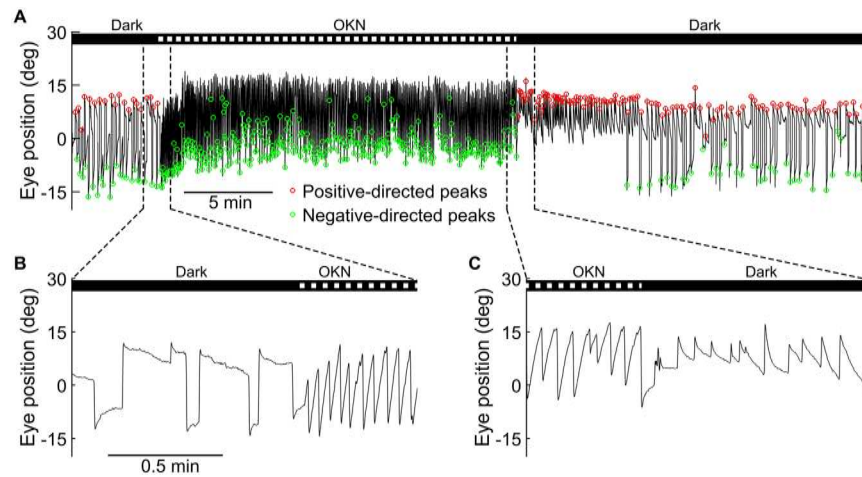 A
Dark OKN Dark
30
15
0
-15
Eye position (deg)
5 min
Positive-directed peaks
Negative-directed peaks
B
Dark OKN
30
15
0
-15
Eye position (deg)
0.5 min
C
OKN Dark
30
15
0
-15
Eye position (deg)